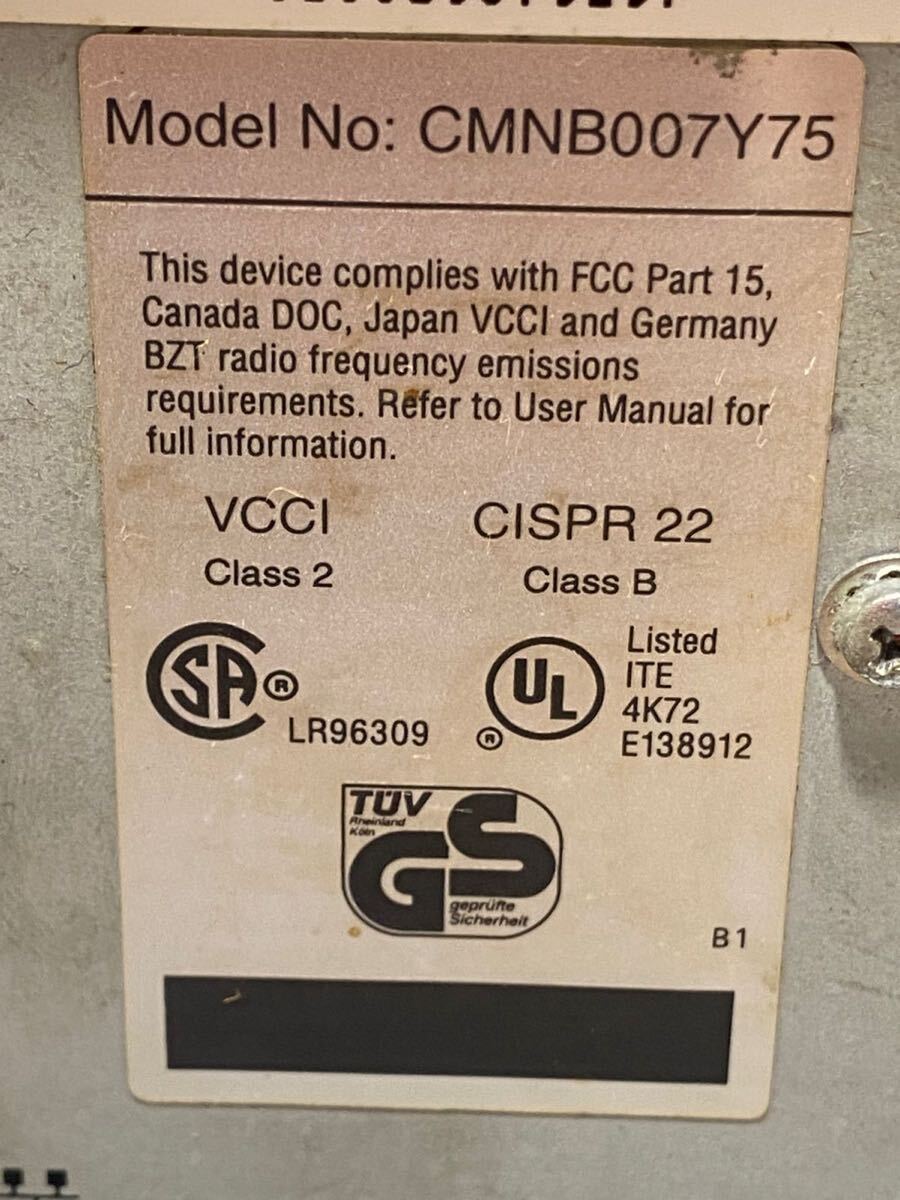 Model No: CMNB007Y75
This device complies with FCC Part 15,
Canada DOC, Japan VCCI and Germany
BZT radio frequency emissions
requirements. Refer to User Manual for
full information.
VCCI
Class 2
CISPR 22
Class B
SA ®
LR96309
UL ®
Listed
ITE
4K72
E138912
TÜV
Rheinland
Köln
GS
geprüfte
Sicherheit
B1